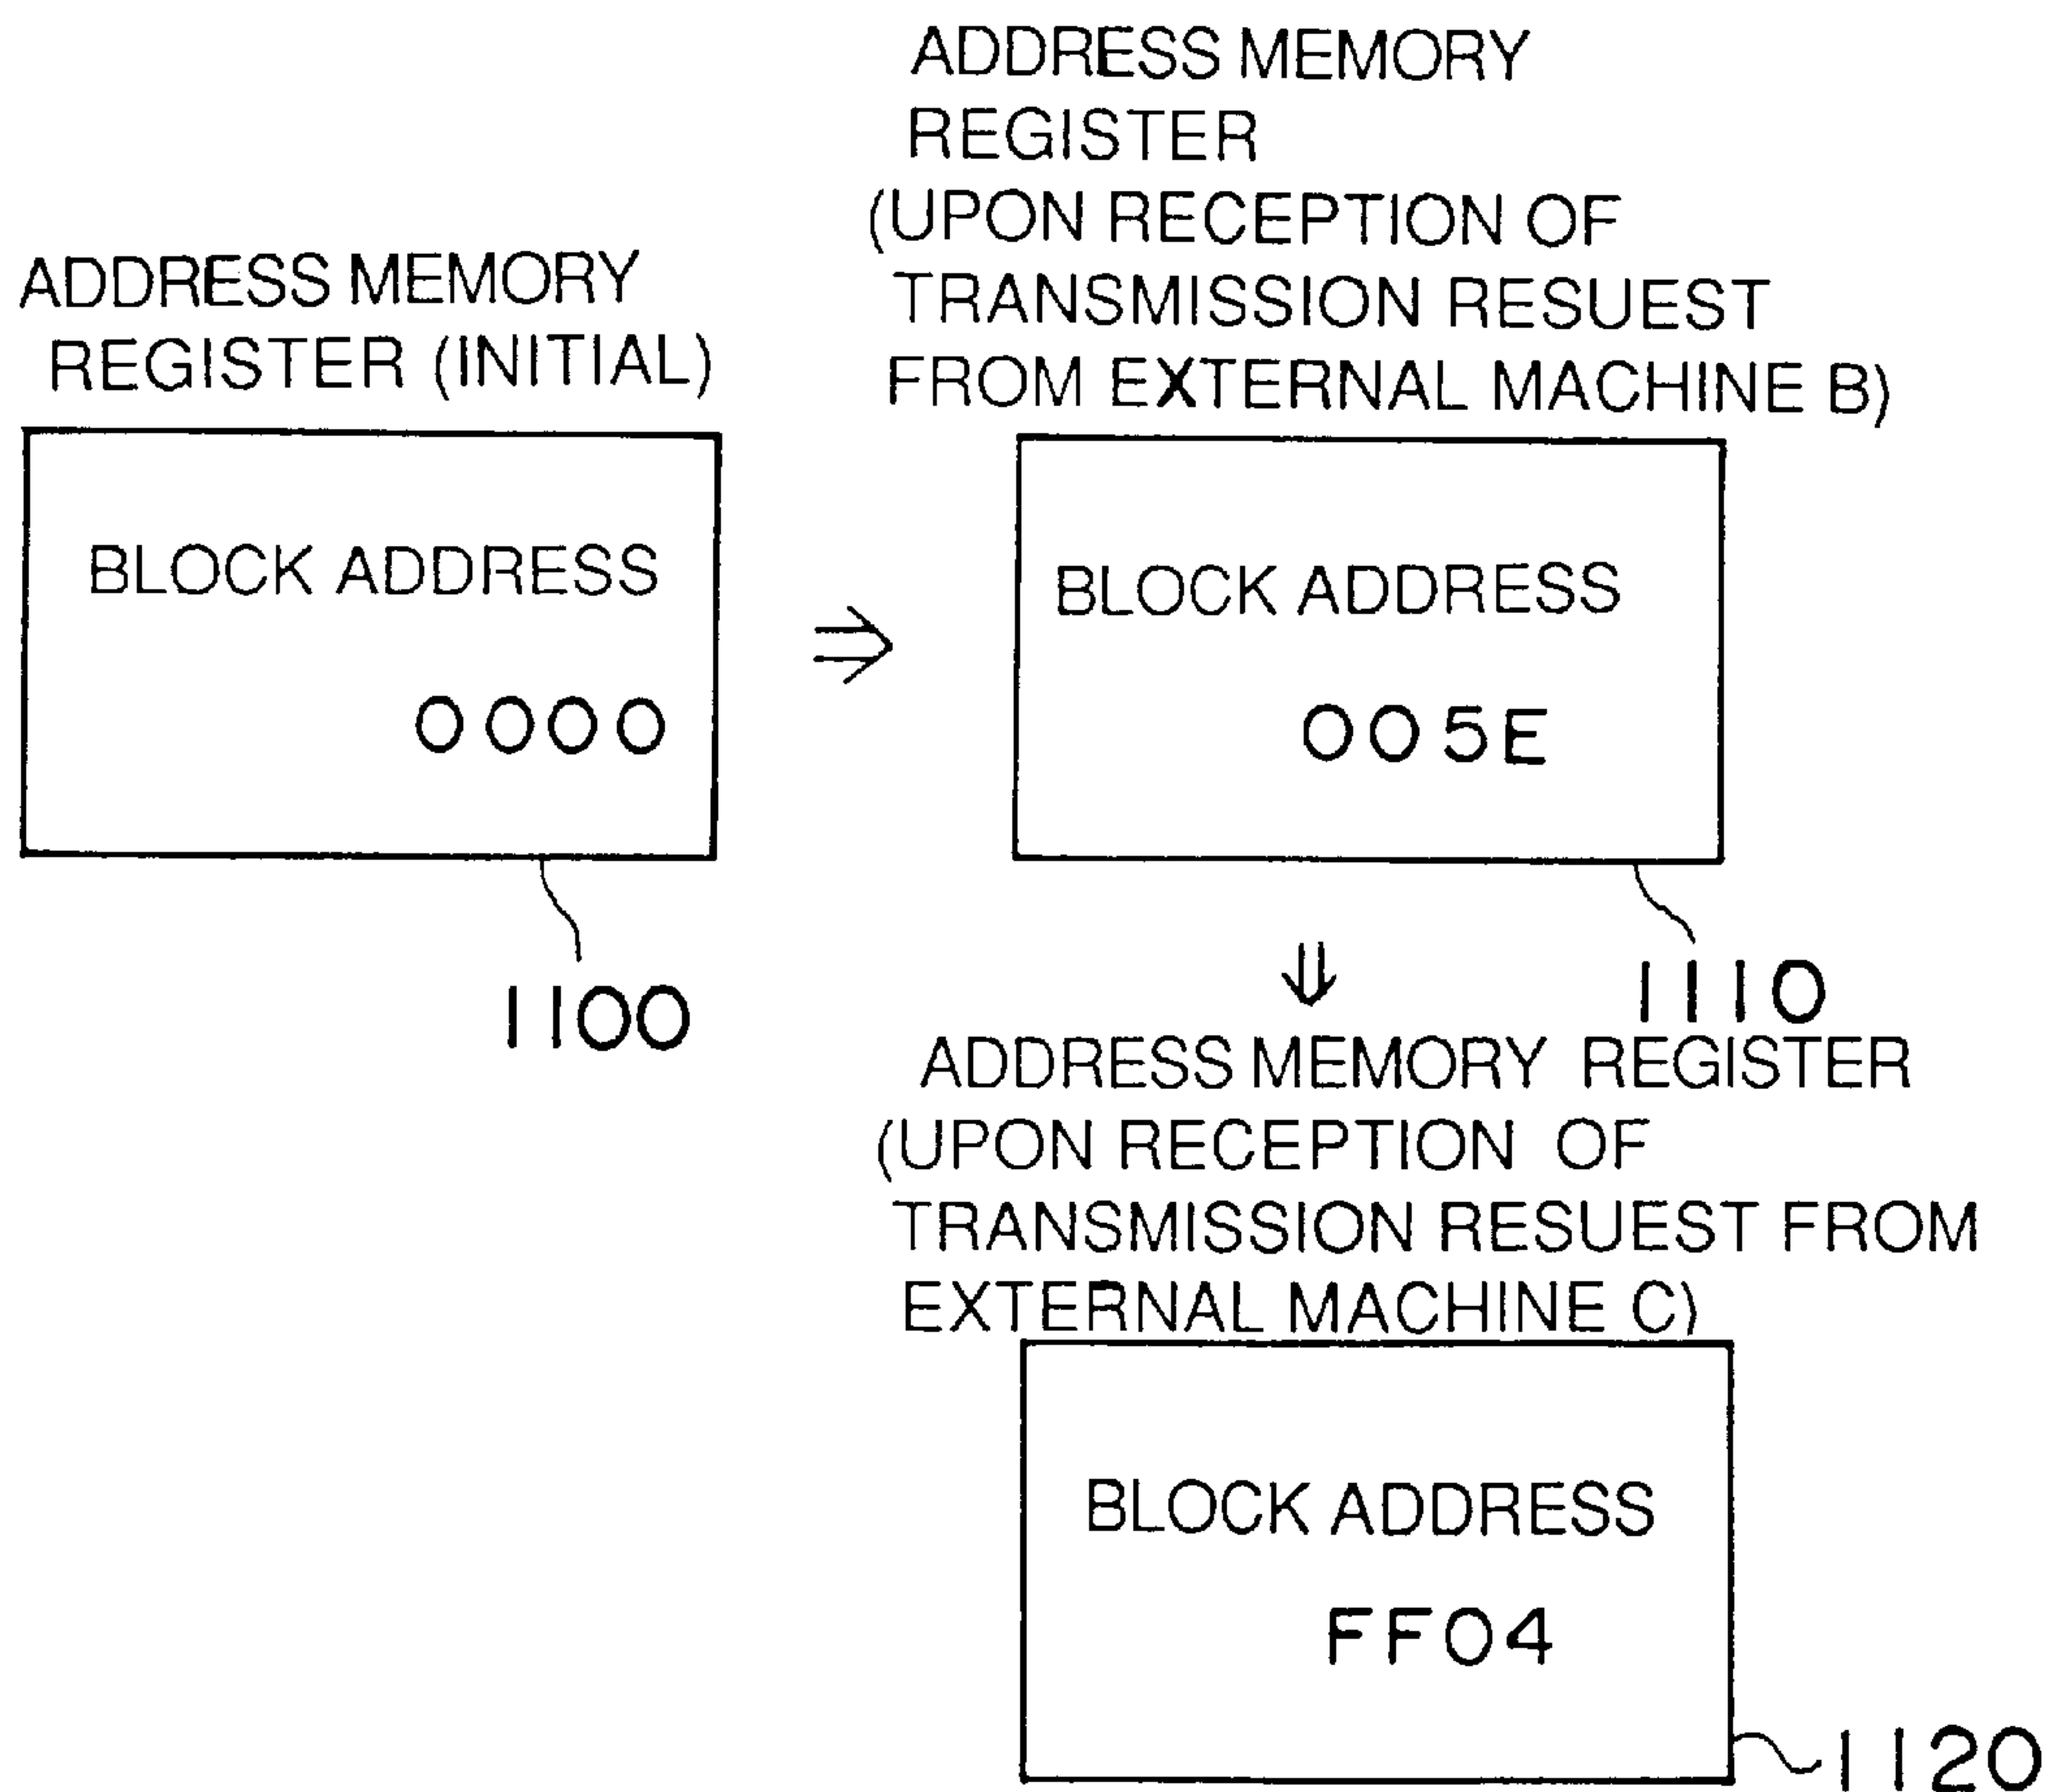 ADDRESS MEMORY
REGISTER (INITIAL)
BLOCK ADDRESS
0000
1100
ADDRESS MEMORY
REGISTER
(UPON RECEPTION OF
TRANSMISSION RESUEST
FROM EXTERNAL MACHINE B)
BLOCK ADDRESS
005E
1110
ADDRESS MEMORY REGISTER
(UPON RECEPTION OF
TRANSMISSION RESUEST FROM
EXTERNAL MACHINE C)
BLOCK ADDRESS
FF04
1120